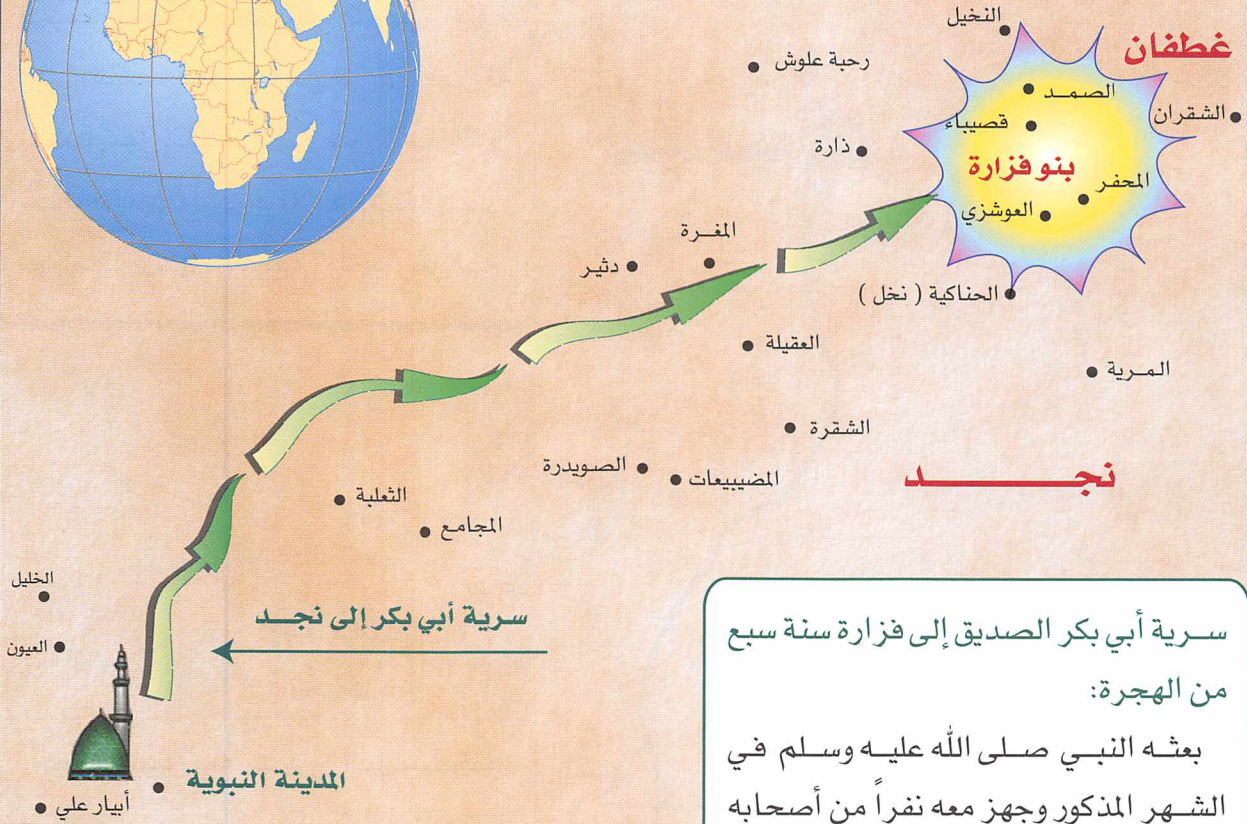 النخيل
غطفان
رحبة علوش
الصمد
الشقران
قصيباء
ذارة
بنو فزارة
المحفر
العوشزي
المغرة
دثير
الحناكية ( نخل )
العقيلة
المرية
الشقرة
الصويدرة
المضيبيعات
نجد
الثعلبة
المجامع
الخليل
سرية أبي بكر إلى نجد
العيون
المدينة النبوية
أبيار علي
سرية أبي بكر الصديق إلى فزارة سنة سبع
من الهجرة:
بعثه النبي صلى الله عليه وسلم في
الشهر المذكور وجهز معه نفراً من أصحابه